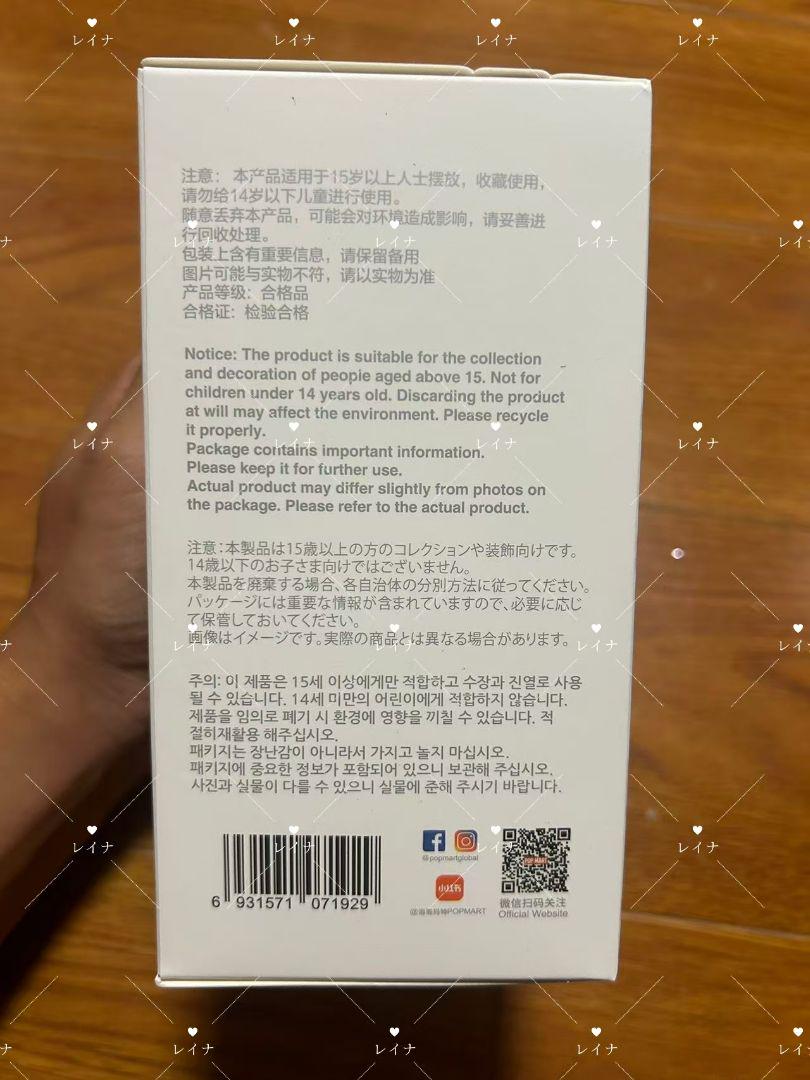 注意： 本产品适用于15岁以上人士摆放，收藏使用，
请勿给14岁以下儿童进行使用。
随意丢弃本产品，可能会对环境造成影响，请妥善进
行回收处理。
包装上含有重要信息，请保留备用
图片可能与实物不符，请以实物为准
产品等级：合格品
合格证：检验合格
Notice: The product is suitable for the collection
and decoration of peopie aged above 15. Not for
children under 14 years old. Discarding the product
at will may affect the environment. Please recycle
it properly.
Package contains important information.
Please keep it for further use.
Actual product may differ slightly from photos on
the package. Please refer to the actual product.
注意：本製品は15歳以上の方のコレクションや装飾向けです。
14歳以下のお子さま向けではございません。
本製品を廃棄する場合、各自治体の分別方法に従ってください。
パッケージには重要な情報が含まれていますので、必要に応じ
て保管しておいてください。
画像はイメージです。実際の商品とは異なる場合があります。
주의: 이 제품은 15세 이상에게만 적합하고 수장과 진열로 사용
될 수 있습니다. 14세 미만의 어린이에게 적합하지 않습니다.
제품을 임의로 폐기 시 환경에 영향을 끼칠 수 있습니다. 적
절히재활용 해주십시오.
패키지는 장난감이 아니라서 가지고 놀지 마십시오.
패키지에 중요한 정보가 포함되어 있으니 보관해 주십시오.
사진과 실물이 다를 수 있으니 실물에 준해 주시기 바랍니다.
6 931571 071929
@popmartglobal
小红书
POPMART
POP MART
微信扫码关注
Official Website
レイナ